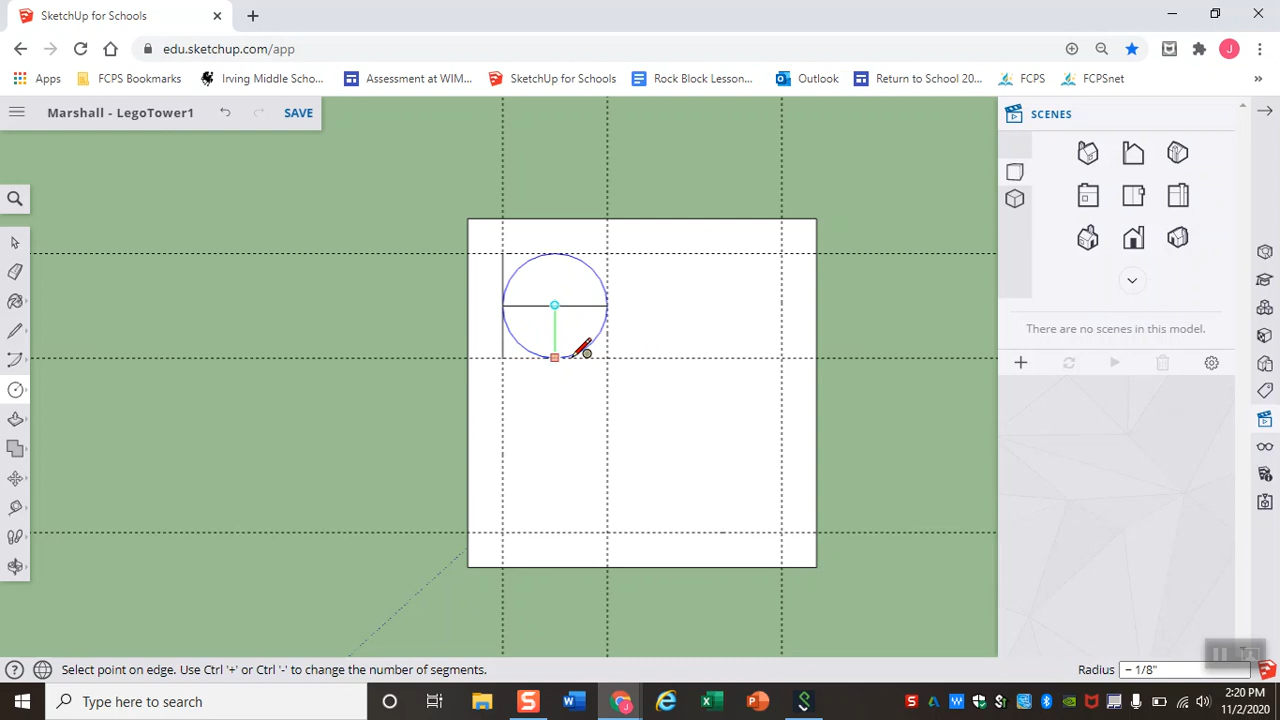 SketchUp for Schools
edu.sketchup.com/app
J
Apps
FCPS Bookmarks
Irving Middle Schoo...
Assessment at WIM...
SketchUp for Schools
Rock Block Lesson...
Outlook
Return to School 20...
FCPS
FCPSnet
»
Marshall - LegoTower1
SAVE
SCENES
There are no scenes in this model.
Select point on edge. Use Ctrl '+' or Ctrl '-' to change the number of segments.
Radius
~ 1/8"
Type here to search
2:20 PM
11/2/2020